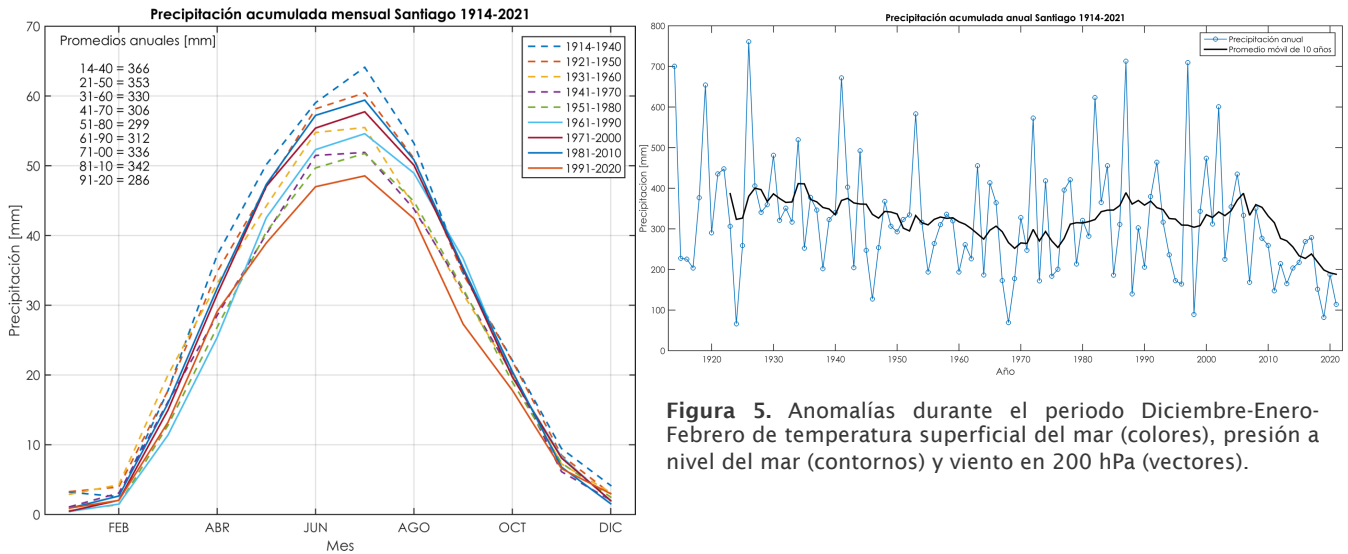 Precipitación acumulada mensual Santiago 1914-2021
Promedios anuales [mm]
14-40 = 366
21-50 = 353
31-60 = 330
41-70 = 306
51-80 = 299
61-90 = 312
71-00 = 336
81-10 = 342
91-20 = 286
1914-1940
1921-1950
1931-1960
1941-1970
1951-1980
1961-1990
1971-2000
1981-2010
1991-2020
Precipitación [mm]
70
60
50
40
30
20
10
0
FEB ABR JUN AGO OCT DIC
Mes
Precipitación acumulada anual Santiago 1914-2021
Precipitación anual
Promedio móvil de 10 años
Precipitacion [mm]
800
700
600
500
400
300
200
100
0
1920 1930 1940 1950 1960 1970 1980 1990 2000 2010 2020
Año
Figura 5. Anomalías durante el periodo Diciembre-Enero-
Febrero de temperatura superficial del mar (colores), presión a
nivel del mar (contornos) y viento en 200 hPa (vectores).